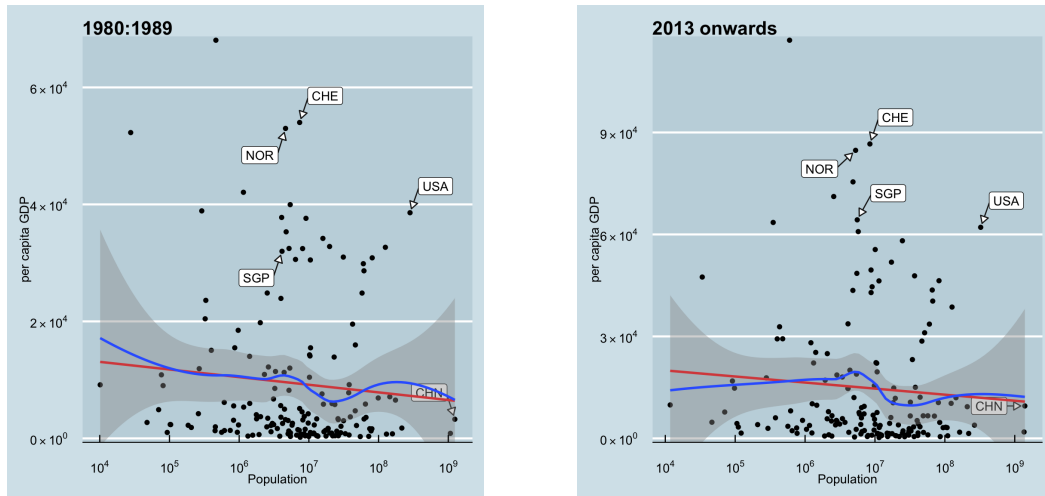 1980:1989
6 × 10⁴
4 × 10⁴
2 × 10⁴
0 × 10⁰
per capita GDP
CHE
NOR
USA
SGP
CHN
10⁴ 10⁵ 10⁶ 10⁷ 10⁸ 10⁹
Population
2013 onwards
9 × 10⁴
6 × 10⁴
3 × 10⁴
0 × 10⁰
per capita GDP
CHE
NOR
SGP
USA
CHN
10⁴ 10⁵ 10⁶ 10⁷ 10⁸ 10⁹
Population